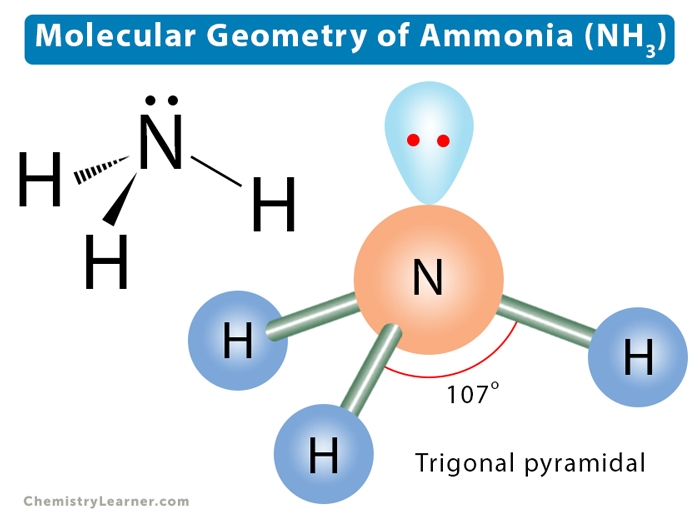 Molecular Geometry of Ammonia (NH₃)
N
H
H
H
N
H
H
H
107°
Trigonal pyramidal
ChemistryLearner.com